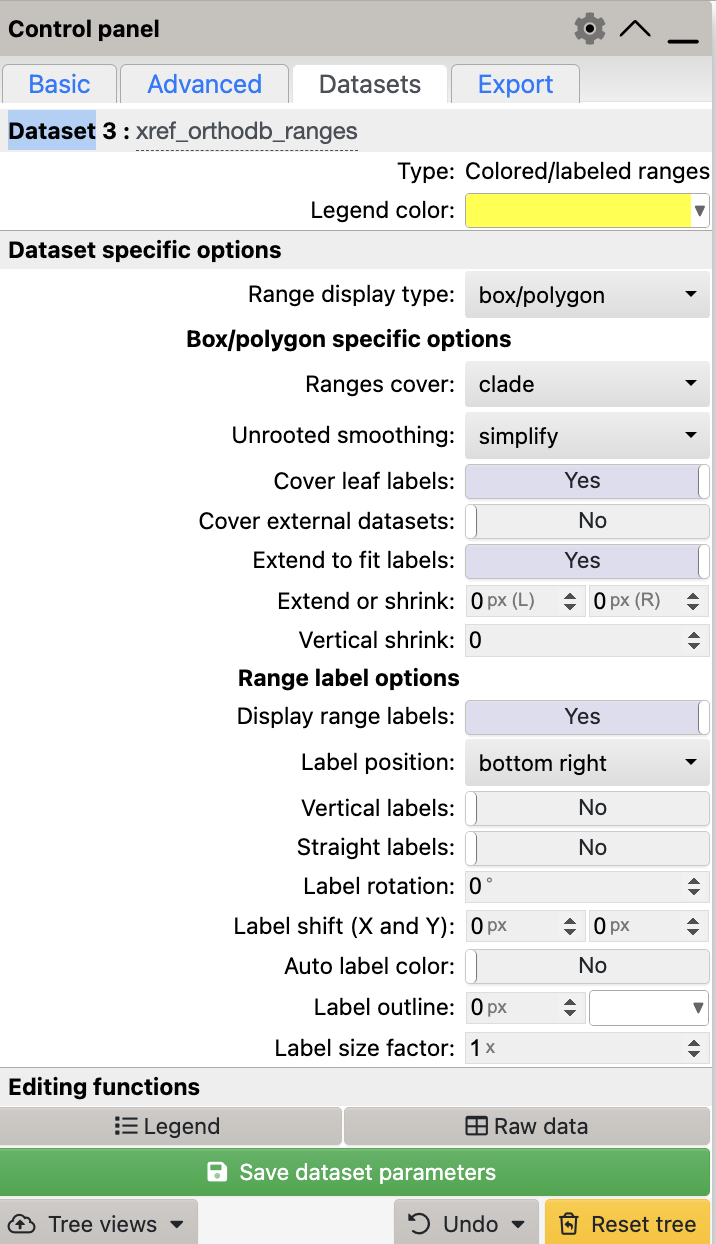 Control panel
Basic Advanced Datasets Export
Dataset 3 : xref_orthodb_ranges
Type: Colored/labeled ranges
Legend color:
Dataset specific options
Range display type: box/polygon
Box/polygon specific options
Ranges cover: clade
Unrooted smoothing: simplify
Cover leaf labels: Yes
Cover external datasets: No
Extend to fit labels: Yes
Extend or shrink: 0 px (L) 0 px (R)
Vertical shrink: 0
Range label options
Display range labels: Yes
Label position: bottom right
Vertical labels: No
Straight labels: No
Label rotation: 0 °
Label shift (X and Y): 0 px 0 px
Auto label color: No
Label outline: 0 px
Label size factor: 1 x
Editing functions
Legend Raw data
Save dataset parameters
Tree views Undo Reset tree